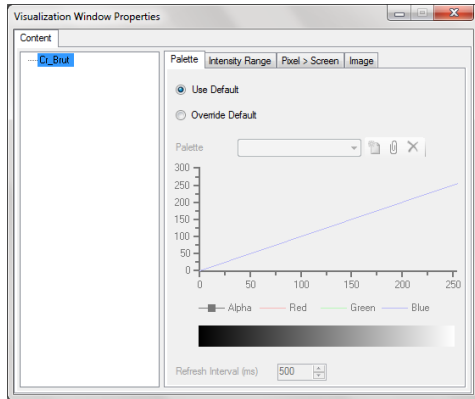 Visualization Window Properties
Content
Cr_Brut
Palette Intensity Range Pixel > Screen Image
Use Default
Override Default
Palette
300
250
200
150
100
50
0
0 50 100 150 200 250
Alpha Red Green Blue
Refresh Interval (ms) 500